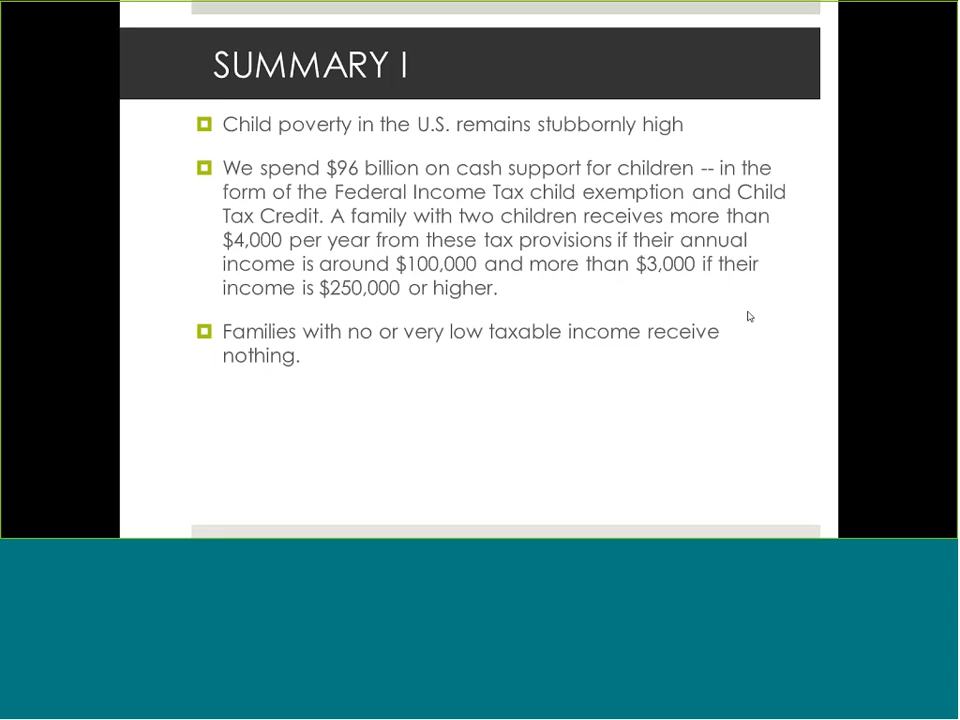 SUMMARY I
Child poverty in the U.S. remains stubbornly high
We spend $96 billion on cash support for children -- in the
form of the Federal Income Tax child exemption and Child
Tax Credit. A family with two children receives more than
$4,000 per year from these tax provisions if their annual
income is around $100,000 and more than $3,000 if their
income is $250,000 or higher.
Families with no or very low taxable income receive
nothing.